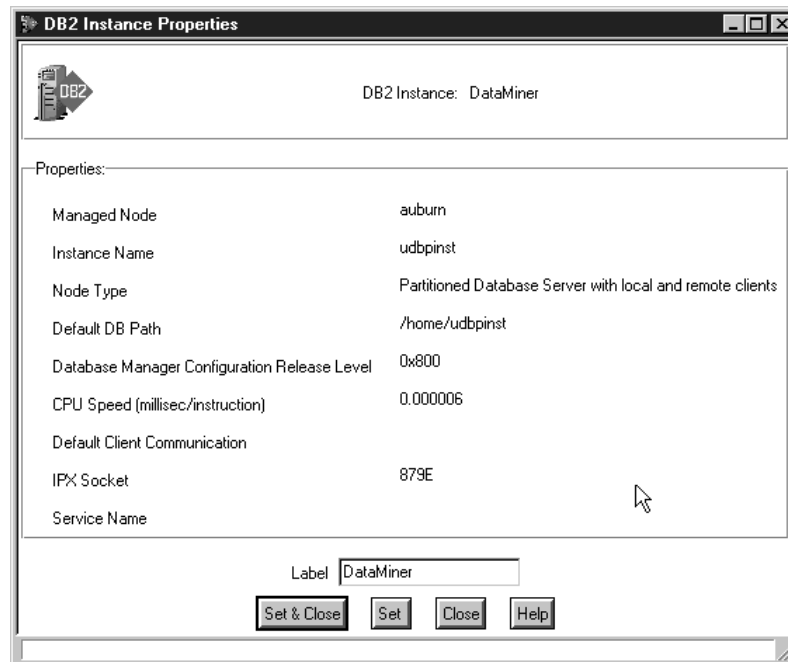 DB2 Instance Properties
DB2
DB2 Instance: DataMiner
Properties:
Managed Node auburn
Instance Name udbpinst
Node Type Partitioned Database Server with local and remote clients
Default DB Path /home/udbpinst
Database Manager Configuration Release Level 0x800
CPU Speed (millisec/instruction) 0.000006
Default Client Communication
IPX Socket 879E
Service Name
Label DataMiner
Set & Close Set Close Help